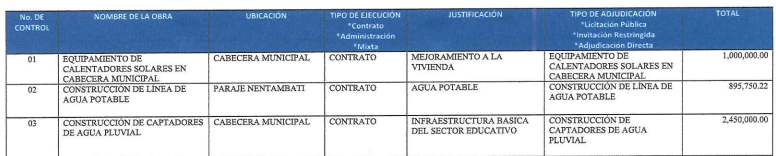 No. DE CONTROL NOMBRE DE LA OBRA UBICACIÓN TIPO DE EJECUCIÓN *Contrato *Administración *Mixta JUSTIFICACIÓN TIPO DE ADJUDICACIÓN *Licitación Pública *Invitación Restringida *Adjudicacion Directa TOTAL
01 EQUIPAMIENTO DE CALENTADORES SOLARES EN CABECERA MUNICIPAL CABECERA MUNICIPAL CONTRATO MEJORAMIENTO A LA VIVIENDA EQUIPAMIENTO DE CALENTADORES SOLARES EN CABECERA MUNICIPAL 1,000,000.00
02 CONSTRUCCIÓN DE LÍNEA DE AGUA POTABLE PARAJE NENTAMBATI CONTRATO AGUA POTABLE CONSTRUCCIÓN DE LÍNEA DE AGUA POTABLE 895,750.22
03 CONSTRUCCIÓN DE CAPTADORES DE AGUA PLUVIAL CABECERA MUNICIPAL CONTRATO INFRAESTRUCTURA BASICA DEL SECTOR EDUCATIVO CONSTRUCCIÓN DE CAPTADORES DE AGUA PLUVIAL 2,450,000.00